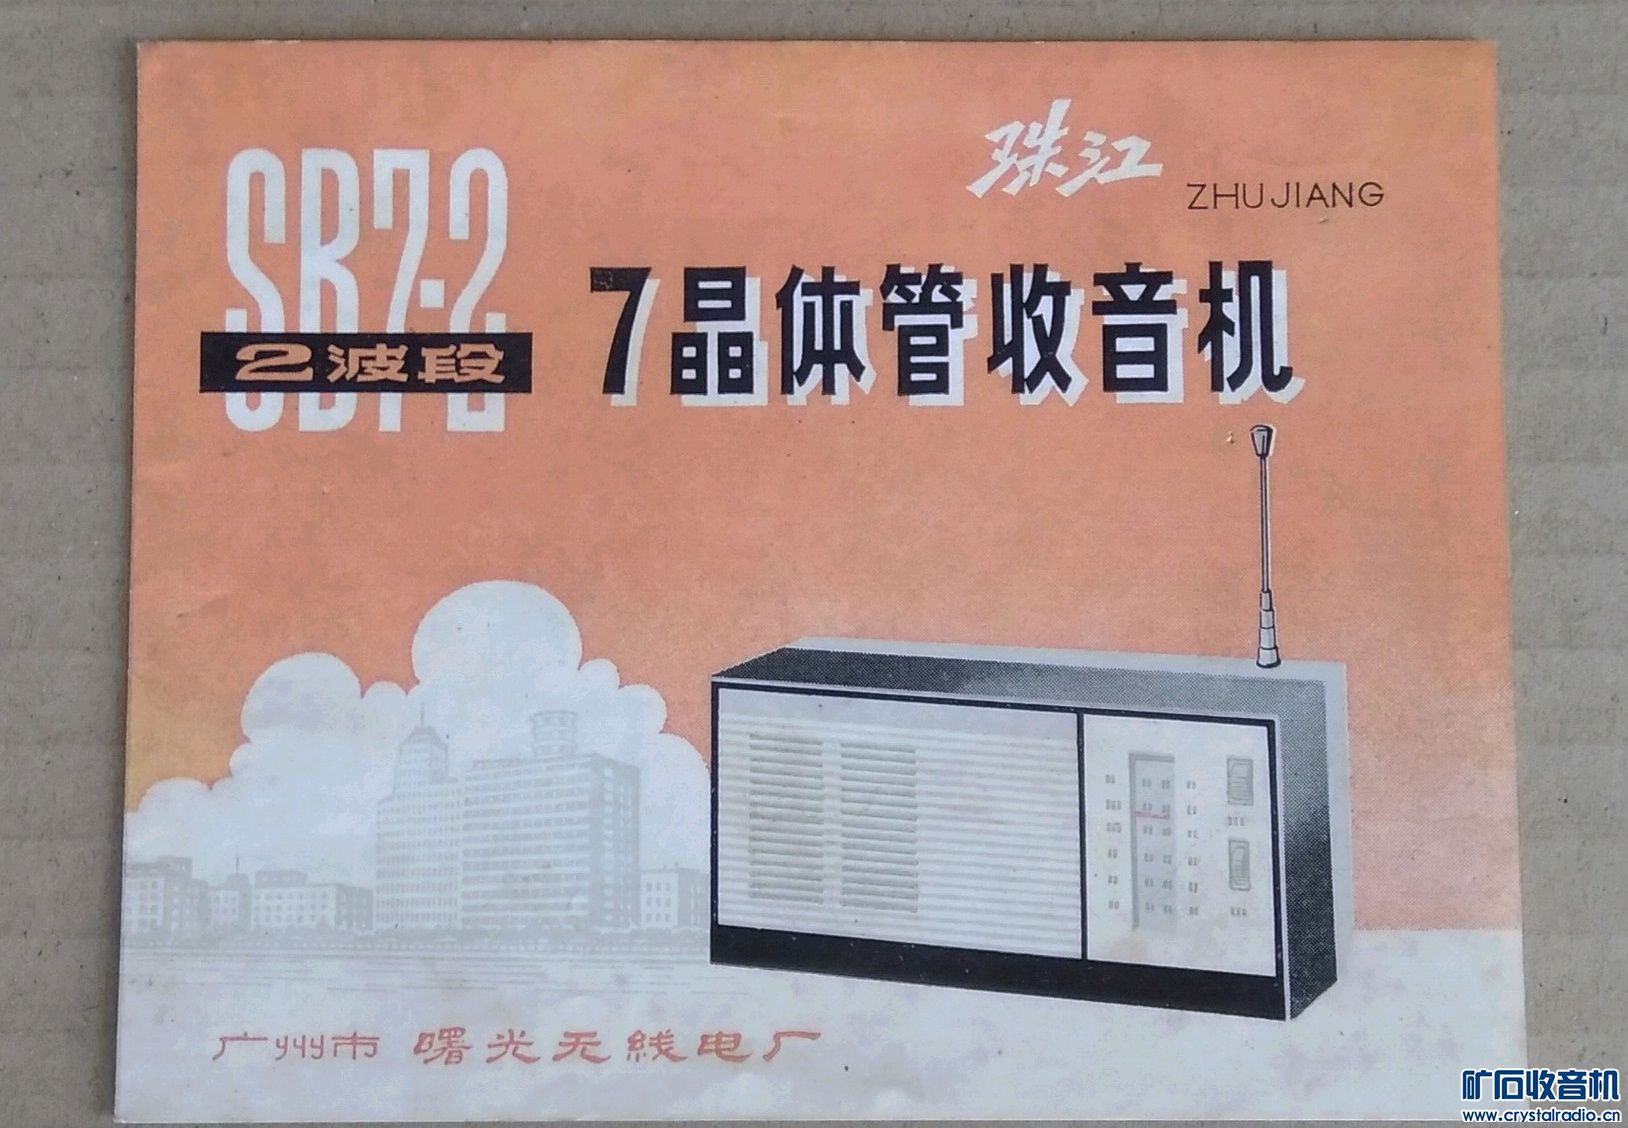 珠江 ZHUJIANG
SB7-2
2波段
7晶体管收音机
广州市 曙光无线电厂
矿石收音机
www.crystalradio.cn